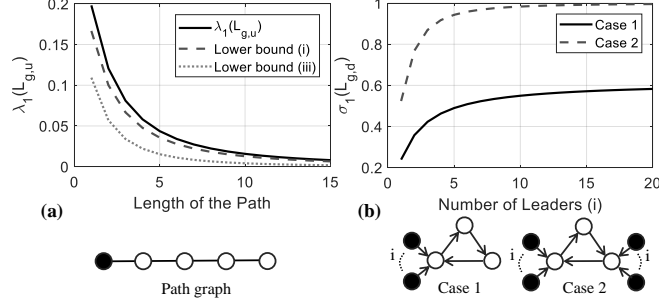 0.2
0.15
0.1
0.05
0
λ1(Lg,u)
λ1(Lg,u)
Lower bound (i)
Lower bound (iii)
0 5 10 15
Length of the Path
(a)
Path graph
1
0.8
0.6
0.4
0.2
σ1(Lg,d)
Case 1
Case 2
0 5 10 15 20
Number of Leaders (i)
(b)
i
Case 1
i
Case 2
i